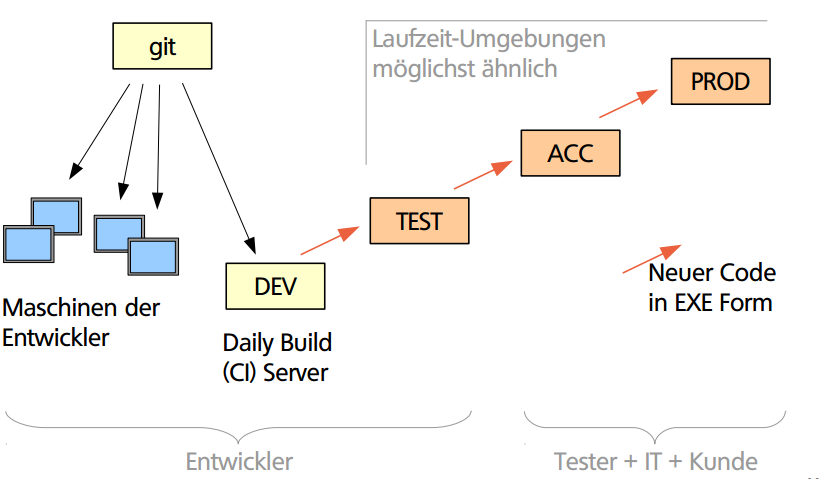 git
Laufzeit-Umgebungen
möglichst ähnlich
PROD
ACC
TEST
DEV
Neuer Code
in EXE Form
Maschinen der
Entwickler
Daily Build
(CI) Server
Entwickler
Tester + IT + Kunde